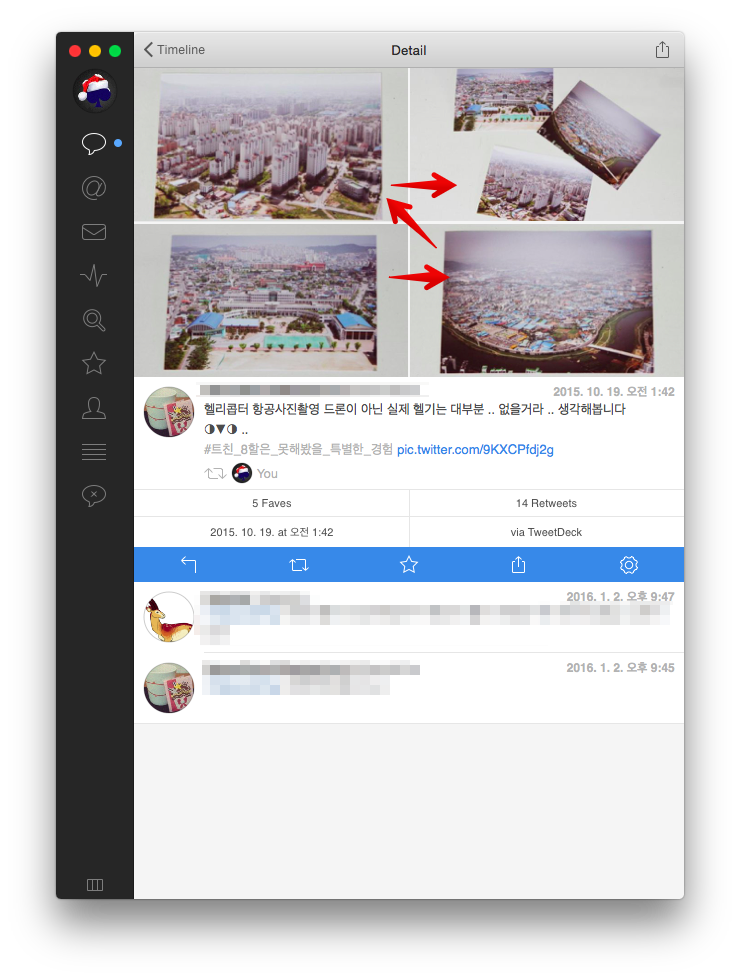 Timeline
Detail
2015. 10. 19. 오전 1:42
헬리콥터 항공사진촬영 드론이 아닌 실제 헬기는 대부분 .. 없을거라 .. 생각해봅니다
◑▼◑ ..
#트친_8할은_못해봤을_특별한_경험 pic.twitter.com/9KXCPfdj2g
You
5 Faves
14 Retweets
2015. 10. 19. at 오전 1:42
via TweetDeck
2016. 1. 2. 오후 9:47
2016. 1. 2. 오후 9:45